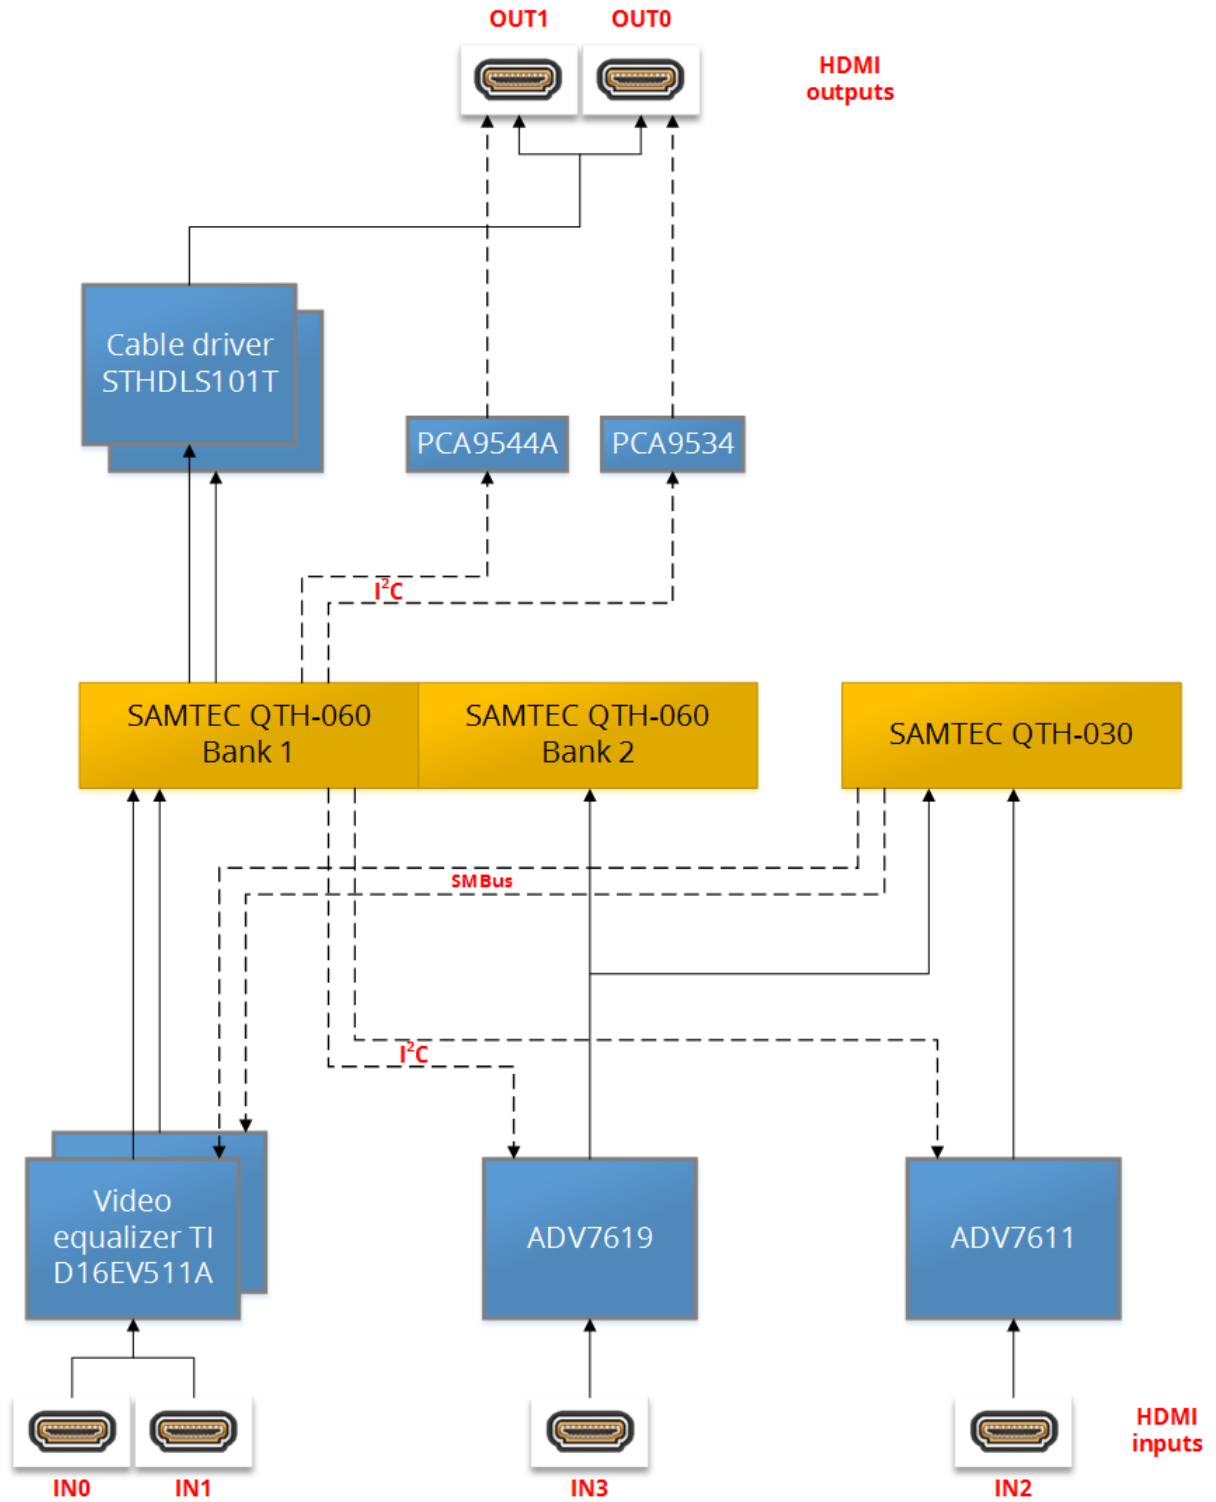 OUT1
OUT0
HDMI
outputs
Cable driver
STHDLS101T
PCA9544A
PCA9534
I²C
SAMTEC QTH-060
Bank 1
SAMTEC QTH-060
Bank 2
SAMTEC QTH-030
SMBus
I²C
Video
equalizer TI
D16EV511A
ADV7619
ADV7611
HDMI
inputs
IN0
IN1
IN3
IN2